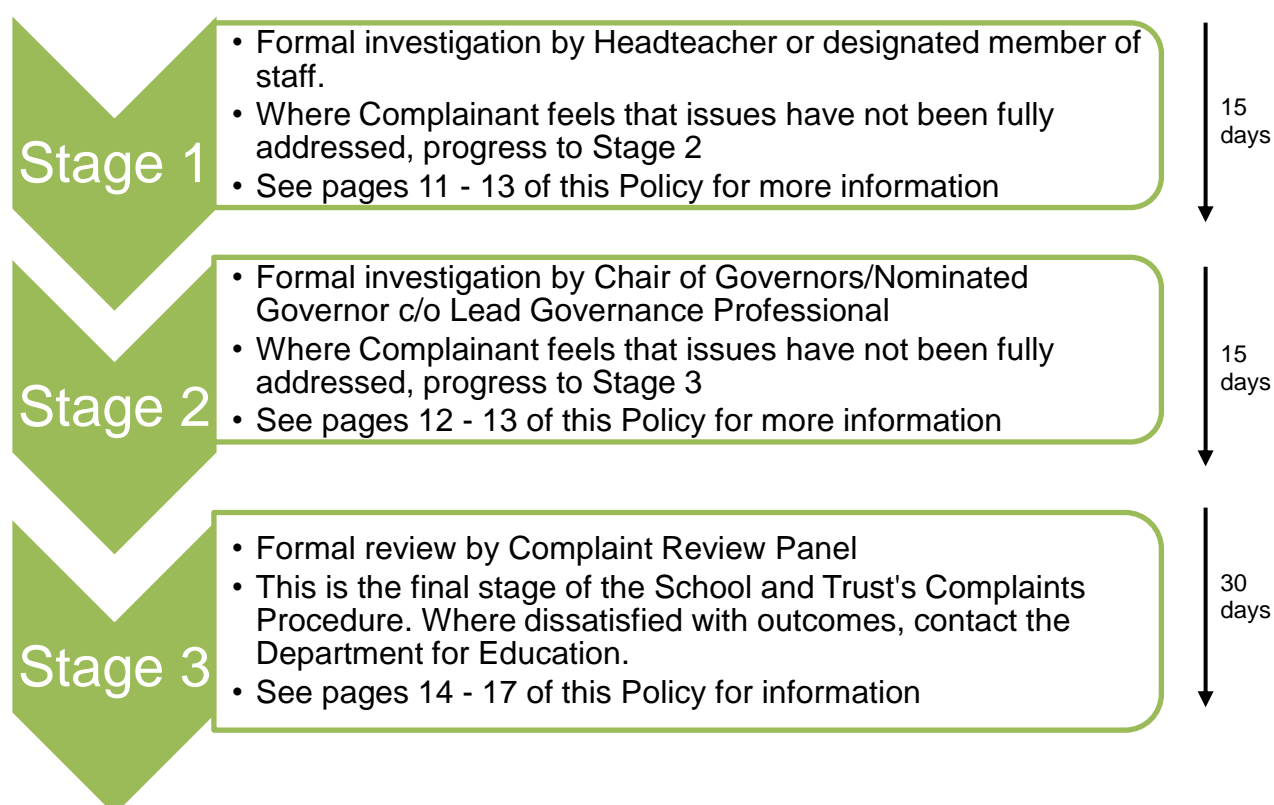 Stage 1
• Formal investigation by Headteacher or designated member of
staff.
• Where Complainant feels that issues have not been fully
addressed, progress to Stage 2
• See pages 11 - 13 of this Policy for more information
15
days
Stage 2
• Formal investigation by Chair of Governors/Nominated
Governor c/o Lead Governance Professional
• Where Complainant feels that issues have not been fully
addressed, progress to Stage 3
• See pages 12 - 13 of this Policy for more information
15
days
Stage 3
• Formal review by Complaint Review Panel
• This is the final stage of the School and Trust's Complaints
Procedure. Where dissatisfied with outcomes, contact the
Department for Education.
• See pages 14 - 17 of this Policy for information
30
days